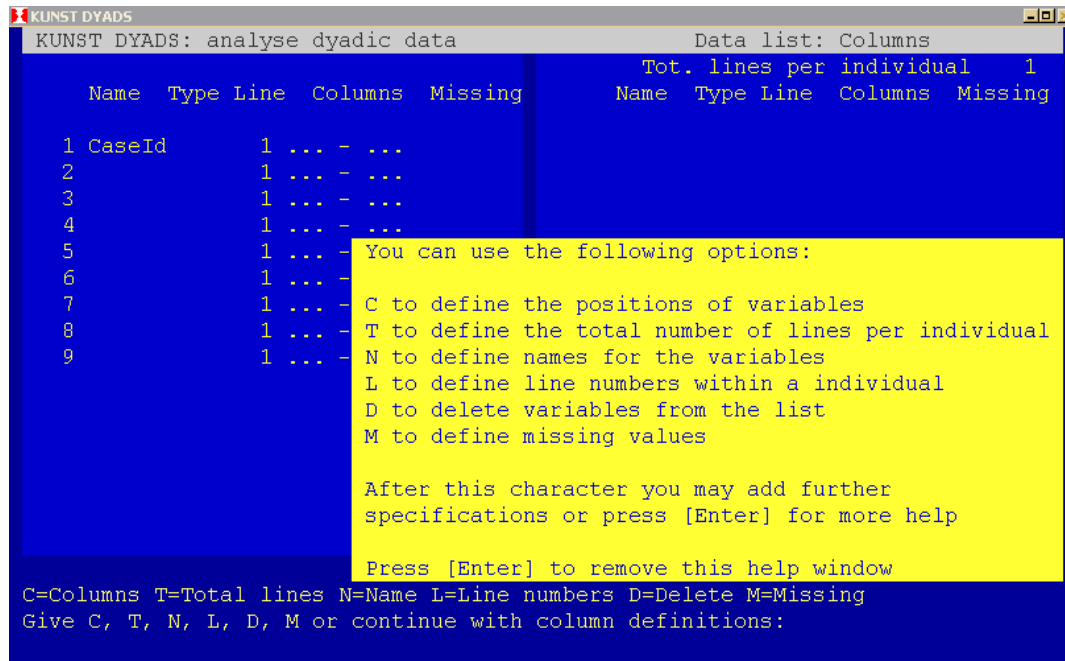 KUNST DYADS
KUNST DYADS: analyse dyadic data Data list: Columns
Tot. lines per individual 1
Name Type Line Columns Missing Name Type Line Columns Missing
1 CaseId 1 ... - ...
2 1 ... - ...
3 1 ... - ...
4 1 ... - ...
5 1 ... -
6 1 ... -
7 1 ... -
8 1 ... -
9 1 ... -
You can use the following options:
C to define the positions of variables
T to define the total number of lines per individual
N to define names for the variables
L to define line numbers within a individual
D to delete variables from the list
M to define missing values
After this character you may add further
specifications or press [Enter] for more help
Press [Enter] to remove this help window
C=Columns T=Total lines N=Name L=Line numbers D=Delete M=Missing
Give C, T, N, L, D, M or continue with column definitions: